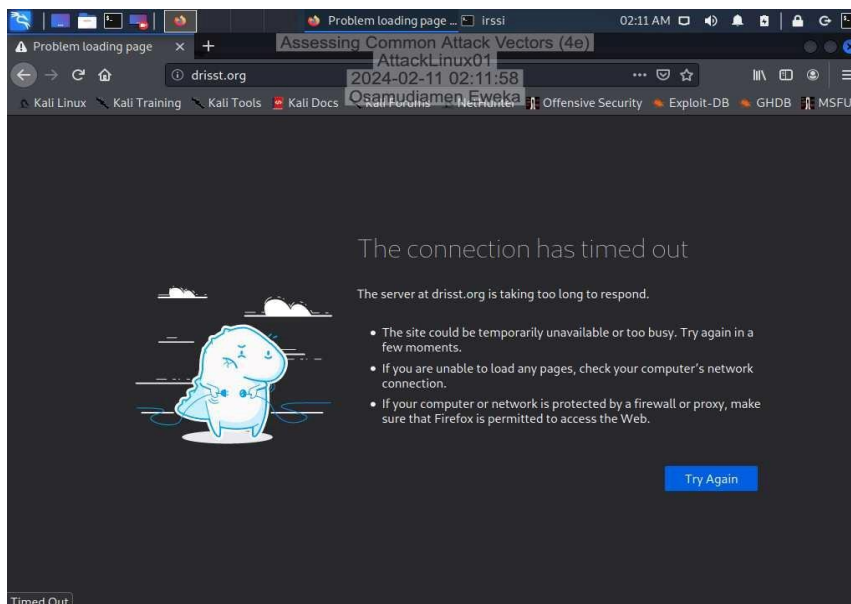 Problem loading page ... irssi 02:11 AM
Problem loading page × +
Assessing Common Attack Vectors (4e)
AttackLinux01
drisst.org
2024-02-11 02:11:58
Osamudiamen Eweka
Kali Linux Kali Training Kali Tools Kali Docs Kali Forums NetHunter Offensive Security Exploit-DB GHDB MSFU
The connection has timed out
The server at drisst.org is taking too long to respond.
• The site could be temporarily unavailable or too busy. Try again in a
few moments.
• If you are unable to load any pages, check your computer's network
connection.
• If your computer or network is protected by a firewall or proxy, make
sure that Firefox is permitted to access the Web.
Try Again
Timed Out